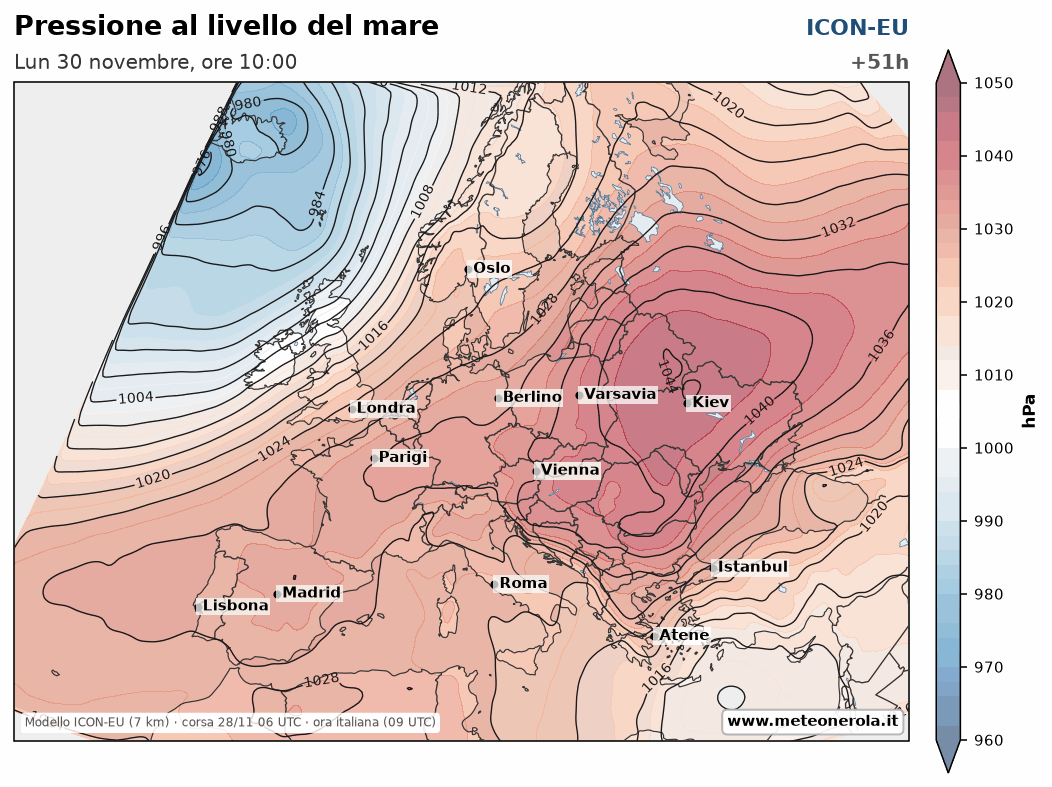 Pressione al livello del mare
ICON-EU
Lun 30 novembre, ore 10:00
+51h
980
1012
1020
988
980
976
984
1008
996
1032
Oslo
1028
1016
1036
1044
1004
Berlino
Varsavia
Kiev
Londra
1040
1024
Parigi
1020
Vienna
1024
1020
Istanbul
Roma
Madrid
Lisbona
Atene
1016
1028
Modello ICON-EU (7 km) · corsa 28/11 06 UTC · ora italiana (09 UTC)
www.meteonerola.it
1050
1040
1030
1020
1010
1000
990
980
970
960
hPa